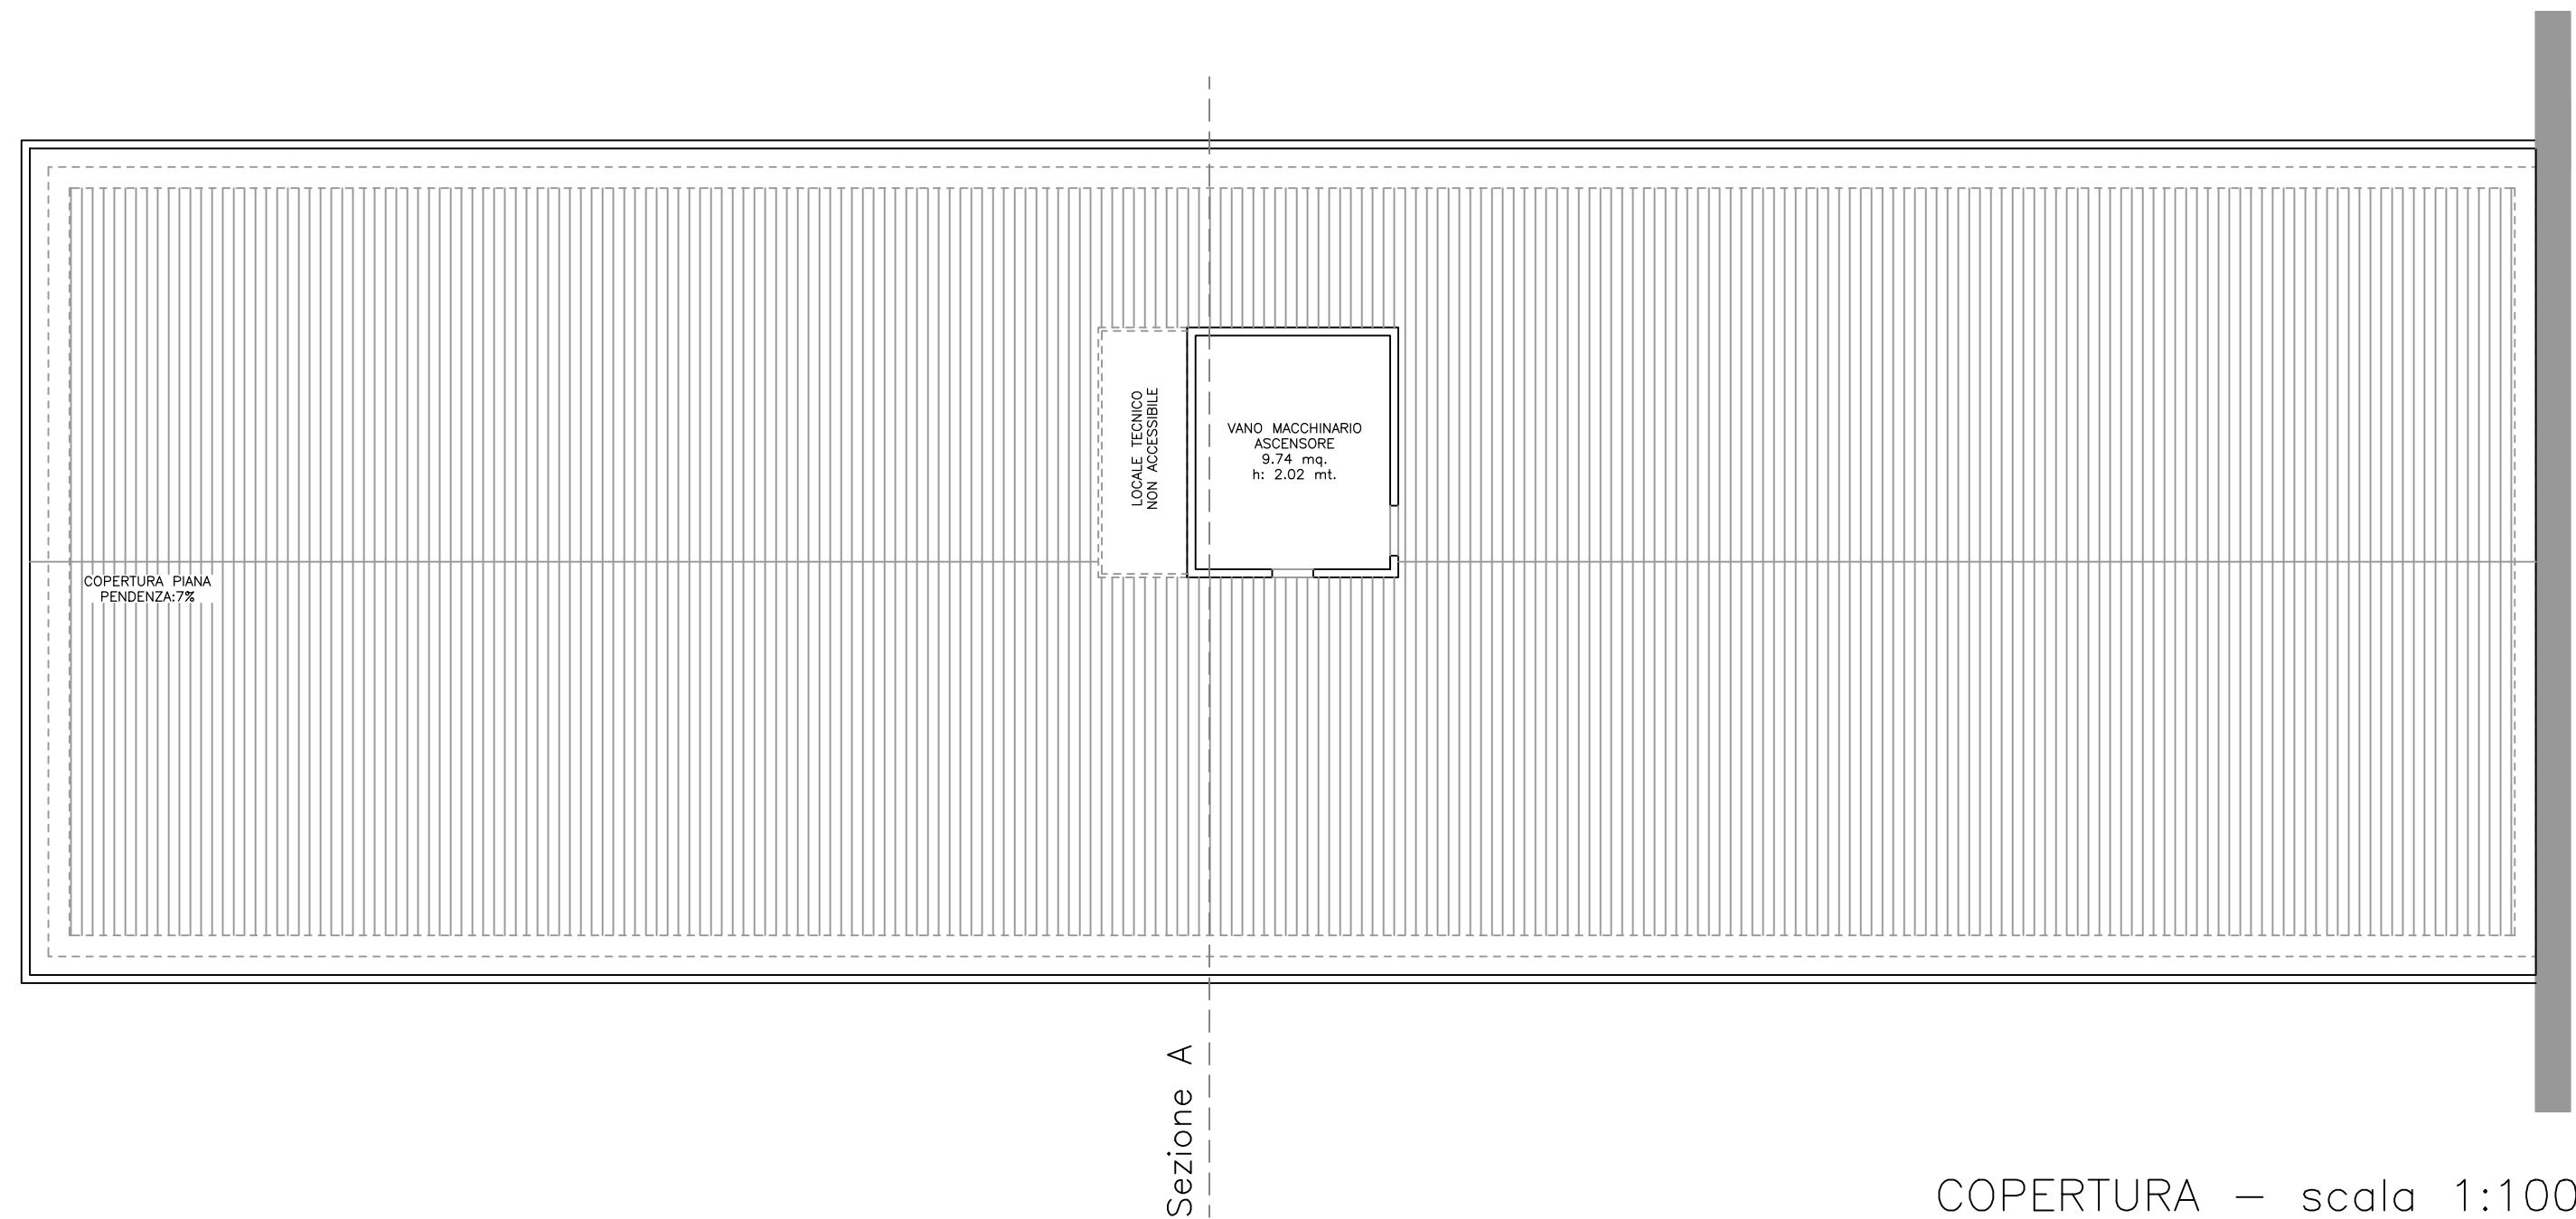 LOCALE TECNICO
NON ACCESSIBILE
VANO MACCHINARIO
ASCENSORE
9.74 mq.
h: 2.02 mt.
COPERTURA PIANA
PENDENZA:7%
Sezione A
COPERTURA — scala 1:100